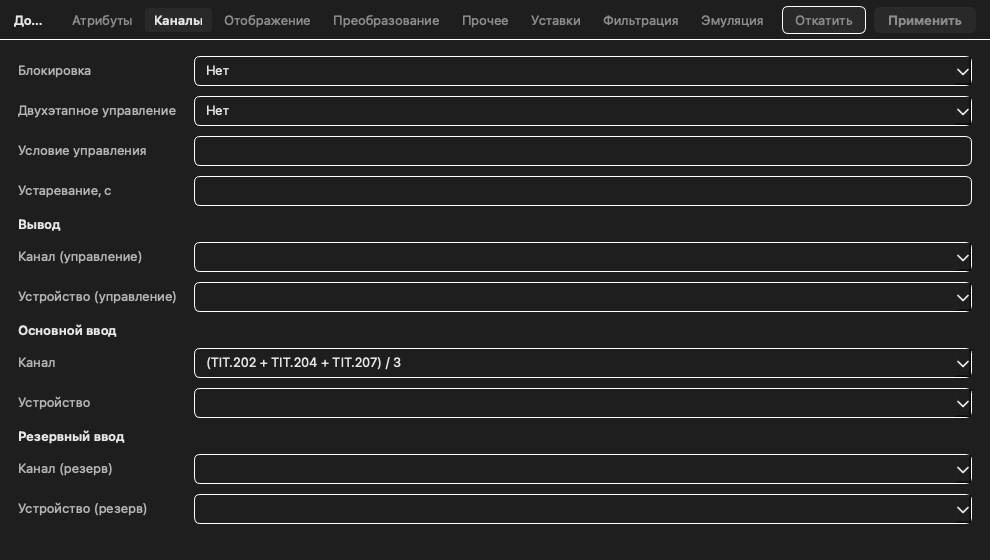 До... Атрибуты Каналы Отображение Преобразование Прочее Уставки Фильтрация Эмуляция Откатить Применить
Блокировка Нет
Двухэтапное управление Нет
Условие управления
Устаревание, с
Вывод
Канал (управление)
Устройство (управление)
Основной ввод
Канал (TIT.202 + TIT.204 + TIT.207) / 3
Устройство
Резервный ввод
Канал (резерв)
Устройство (резерв)